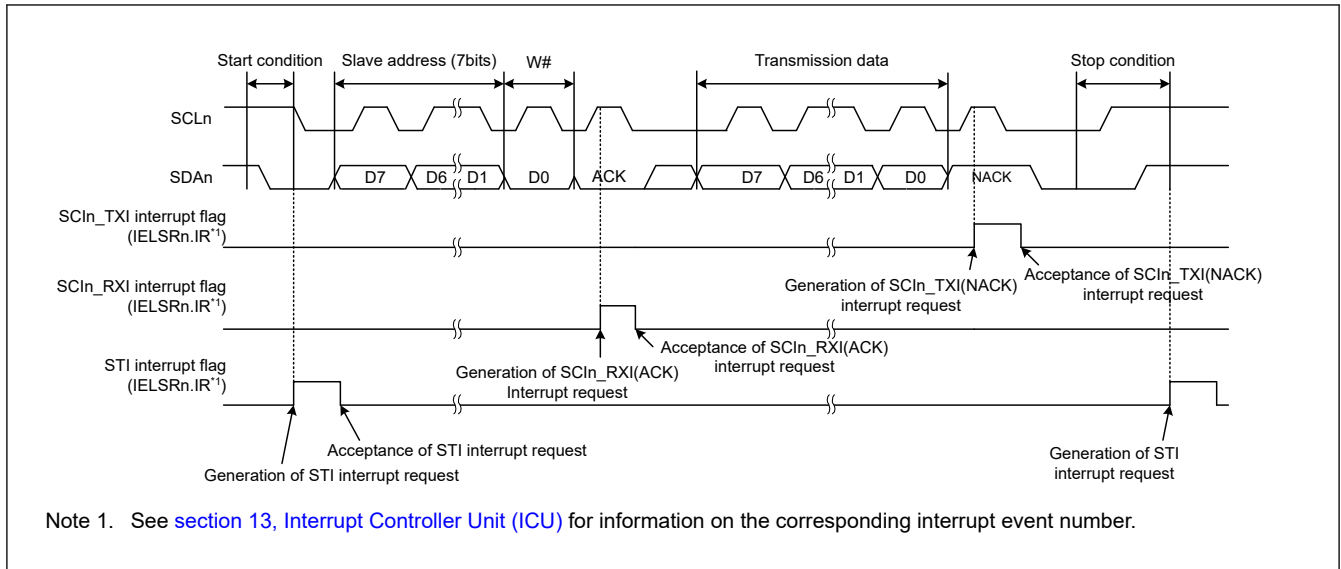 Start condition
Slave address (7bits)
W#
Transmission data
Stop condition
SCLn
SDAn
D7
D6
D1
D0
ACK
D7
D6
D1
D0
NACK
SCIn_TXI interrupt flag
(IELSRn.IR*1)
Generation of SCIn_TXI(NACK)
interrupt request
Acceptance of SCIn_TXI(NACK)
interrupt request
SCIn_RXI interrupt flag
(IELSRn.IR*1)
Generation of SCIn_RXI(ACK)
Interrupt request
Acceptance of SCIn_RXI(ACK)
interrupt request
STI interrupt flag
(IELSRn.IR*1)
Acceptance of STI interrupt request
Generation of STI interrupt request
Generation of STI
interrupt request
Note 1. See section 13, Interrupt Controller Unit (ICU) for information on the corresponding interrupt event number.